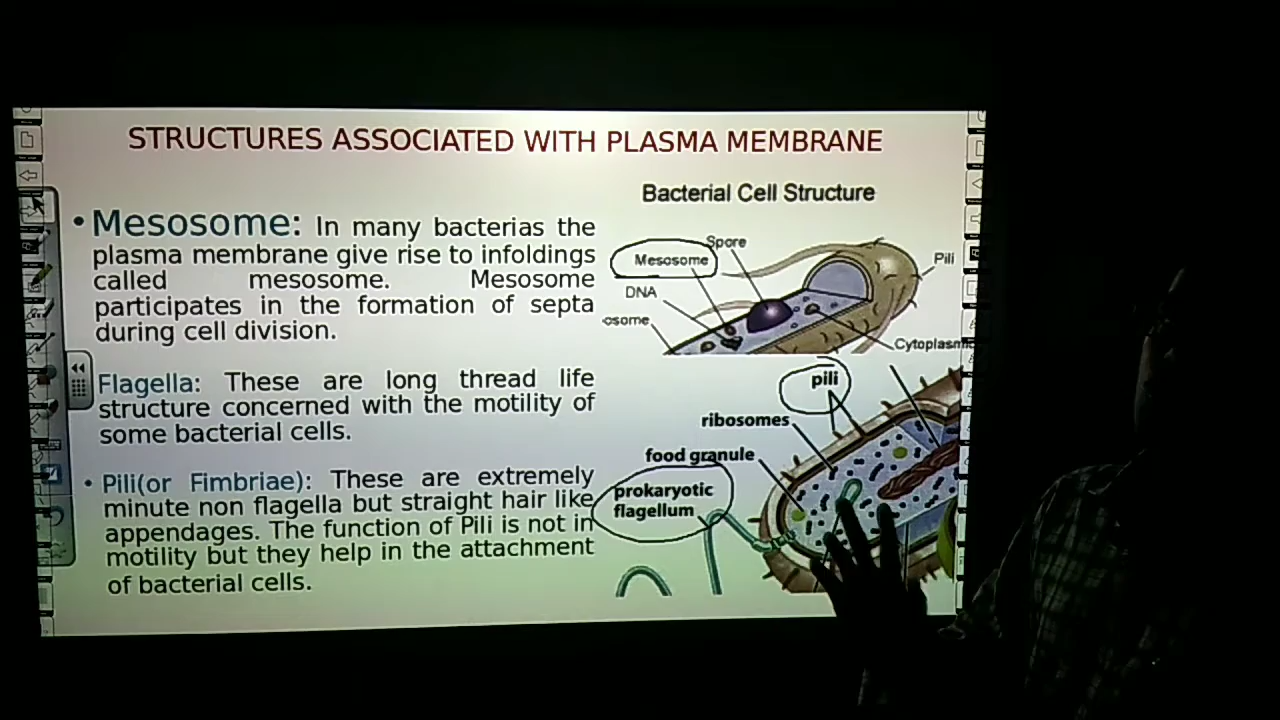 STRUCTURES ASSOCIATED WITH PLASMA MEMBRANE
• Mesosome: In many bacterias the
plasma membrane give rise to infoldings
called mesosome. Mesosome
participates in the formation of septa
during cell division.
Flagella: These are long thread life
structure concerned with the motility of
some bacterial cells.
• Pili(or Fimbriae): These are extremely
minute non flagella but straight hair like
appendages. The function of Pili is not in
motility but they help in the attachment
of bacterial cells.
Bacterial Cell Structure
Spore
Mesosome
Pili
DNA
osome
Cytoplasmic
pili
ribosomes
food granule
prokaryotic
flagellum